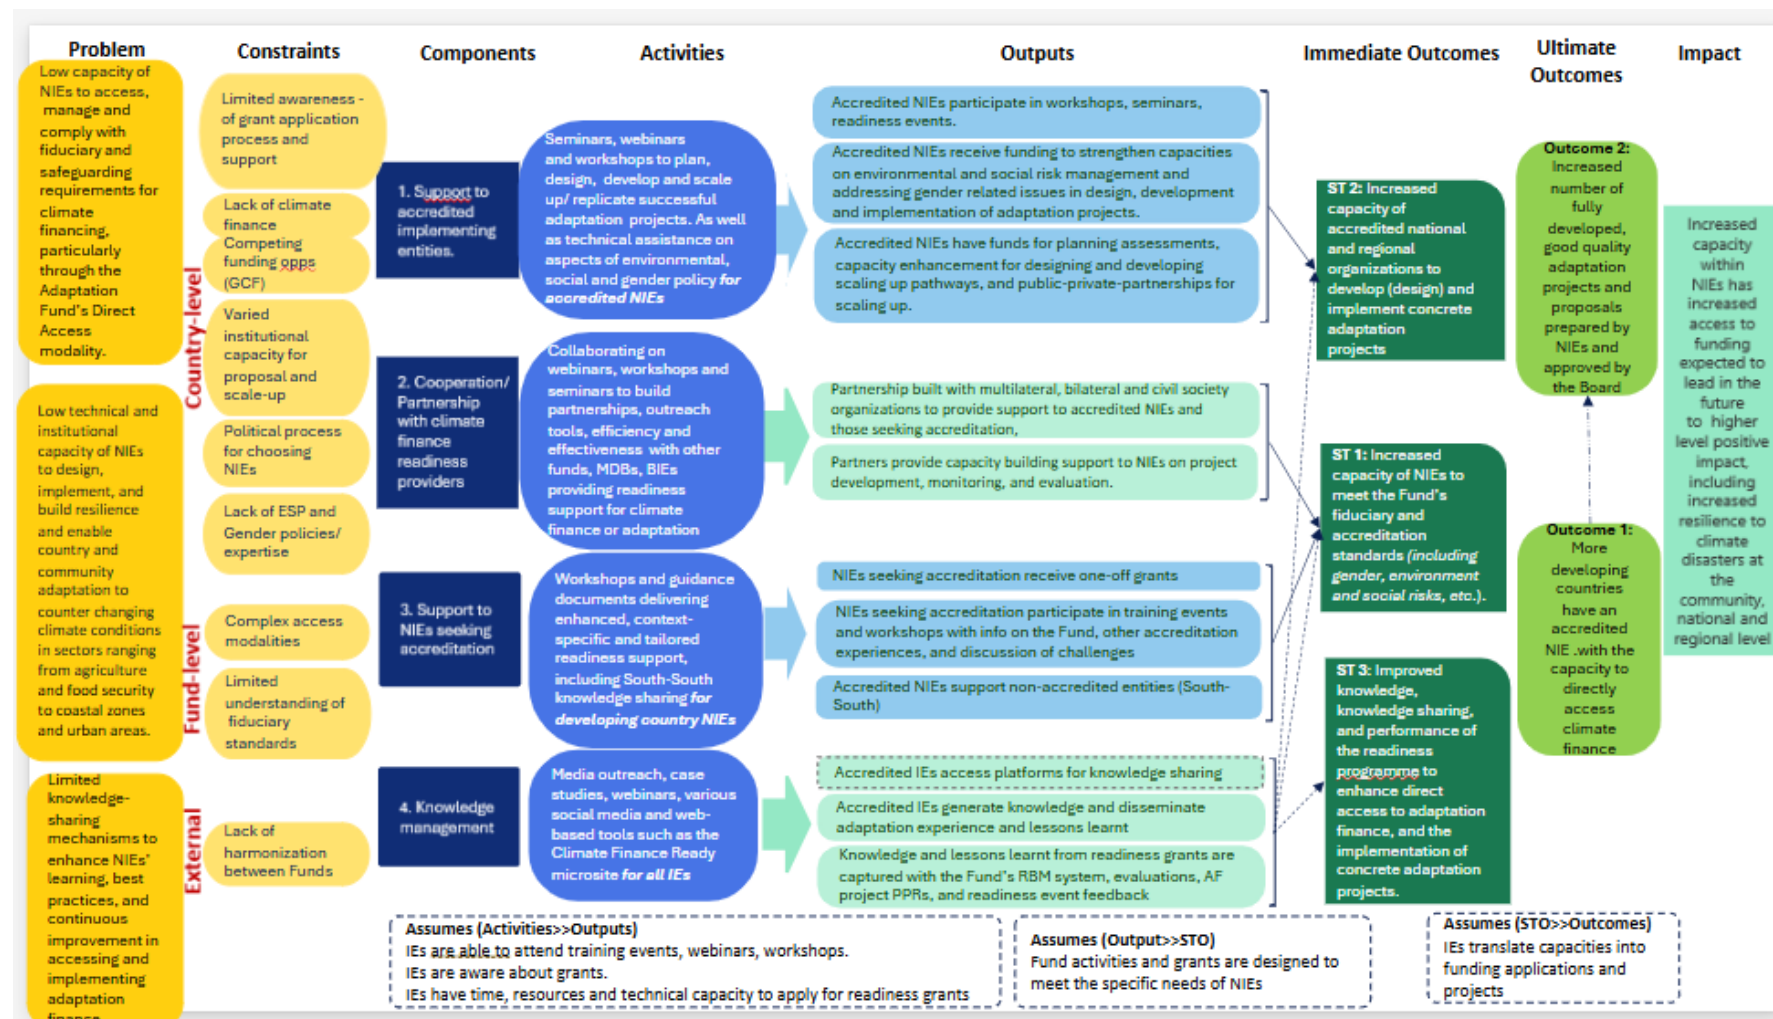 Problem
Constraints
Components
Activities
Outputs
Immediate Outcomes
Ultimate
Outcomes
Impact
Low capacity of
NIEs to access,
manage and
comply with
fiduciary and
safeguarding
requirements for
climate
financing,
particularly
through the
Adaptation
Fund's Direct
Access
modality.
Low technical and
institutional
capacity of NIEs
to design,
implement, and
build resilience
and enable
country and
community
adaptation to
counter changing
climate conditions
in sectors ranging
from agriculture
and food security
to coastal zones
and urban areas.
Limited
knowledge-
sharing
mechanisms to
enhance NIEs'
learning, best
practices, and
continuous
improvement in
accessing and
implementing
adaptation
finance
Country-level
Fund-level
External
Limited awareness -
of grant application
process and
support
Lack of climate
finance
Competing
funding opps
(GCF)
Varied
institutional
capacity for
proposal and
scale-up
Political process
for choosing
NIEs
Lack of ESP and
Gender policies/
expertise
Complex access
modalities
Limited
understanding of
fiduciary
standards
Lack of
harmonization
between Funds
1. Support to
accredited
implementing
entities.
2. Cooperation/
Partnership
with climate
finance
readiness
providers
3. Support to
NIEs seeking
accreditation
4. Knowledge
management
Seminars, webinars
and workshops to plan,
design, develop and scale
up/ replicate successful
adaptation projects. As well
as technical assistance on
aspects of environmental,
social and gender policy for
accredited NIEs
Collaborating on
webinars, workshops and
seminars to build
partnerships, outreach
tools, efficiency and
effectiveness with other
funds, MDBs, BIEs
providing readiness
support for climate
finance or adaptation
Workshops and guidance
documents delivering
enhanced, context-
specific and tailored
readiness support,
including South-South
knowledge sharing for
developing country NIEs
Media outreach, case
studies, webinars, various
social media and web-
based tools such as the
Climate Finance Ready
microsite for all IEs
Accredited NIEs participate in workshops, seminars,
readiness events.
Accredited NIEs receive funding to strengthen capacities
on environmental and social risk management and
addressing gender related issues in design, development
and implementation of adaptation projects.
Accredited NIEs have funds for planning assessments,
capacity enhancement for designing and developing
scaling up pathways, and public-private-partnerships for
scaling up.
Partnership built with multilateral, bilateral and civil society
organizations to provide support to accredited NIEs and
those seeking accreditation,
Partners provide capacity building support to NIEs on project
development, monitoring, and evaluation.
NIEs seeking accreditation receive one-off grants
NIEs seeking accreditation participate in training events
and workshops with info on the Fund, other accreditation
experiences, and discussion of challenges
Accredited NIEs support non-accredited entities (South-
South)
Accredited IEs access platforms for knowledge sharing
Accredited IEs generate knowledge and disseminate
adaptation experience and lessons learnt
Knowledge and lessons learnt from readiness grants are
captured with the Fund's RBM system, evaluations, AF
project PPRs, and readiness event feedback
ST 2: Increased
capacity of
accredited national
and regional
organizations to
develop (design) and
implement concrete
adaptation
projects
ST 1: Increased
capacity of NIEs to
meet the Fund's
fiduciary and
accreditation
standards (including
gender, environment
and social risks, etc.).
ST 3: Improved
knowledge,
knowledge sharing,
and performance of
the readiness
programme to
enhance direct
access to adaptation
finance, and the
implementation of
concrete adaptation
projects.
Outcome 2:
Increased
number of
fully
developed,
good quality
adaptation
projects and
proposals
prepared by
NIEs and
approved by
the Board
Outcome 1:
More
developing
countries
have an
accredited
NIE .with the
capacity to
directly
access
climate
finance
Increased
capacity
within
NIEs has
increased
access to
funding
expected to
lead in the
future
to higher
level positive
impact,
including
increased
resilience to
climate
disasters at
the
community,
national and
regional level
Assumes (Activities>>Outputs)
IEs are able to attend training events, webinars, workshops.
IEs are aware about grants.
IEs have time, resources and technical capacity to apply for readiness grants
Assumes (Output>>STO)
Fund activities and grants are designed to
meet the specific needs of NIEs
Assumes (STO>>Outcomes)
IEs translate capacities into
funding applications and
projects